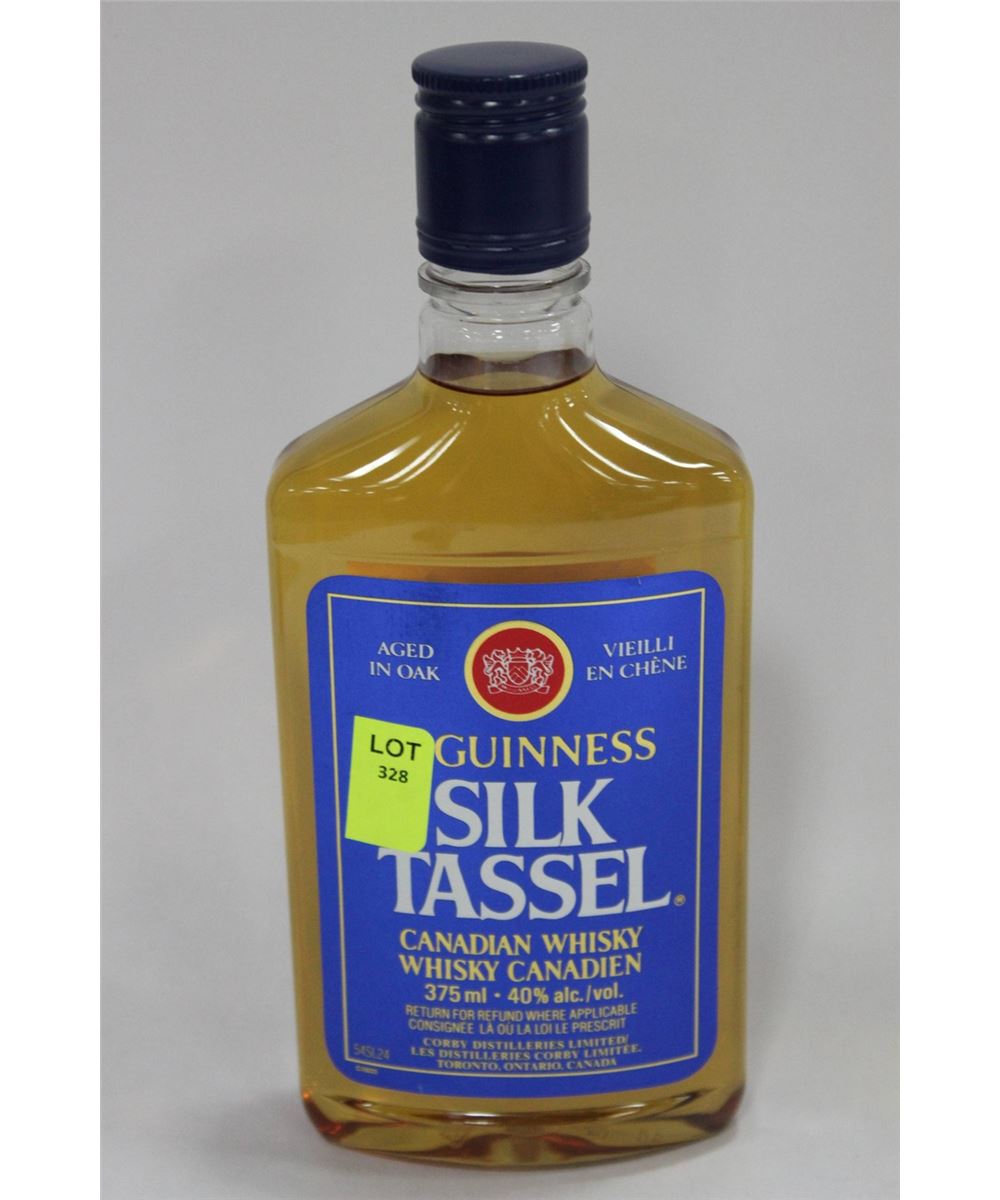 AGED
IN OAK
VIEILLI
EN CHÊNE
LOT
328
GUINNESS
SILK
TASSEL®
CANADIAN WHISKY
WHISKY CANADIEN
375 ml • 40% alc./vol.
RETURN FOR REFUND WHERE APPLICABLE
CONSIGNÉE LÀ OÙ LA LOI LE PRESCRIT
CORBY DISTILLERIES LIMITED/
LES DISTILLERIES CORBY LIMITÉE.
TORONTO, ONTARIO, CANADA
54SL24